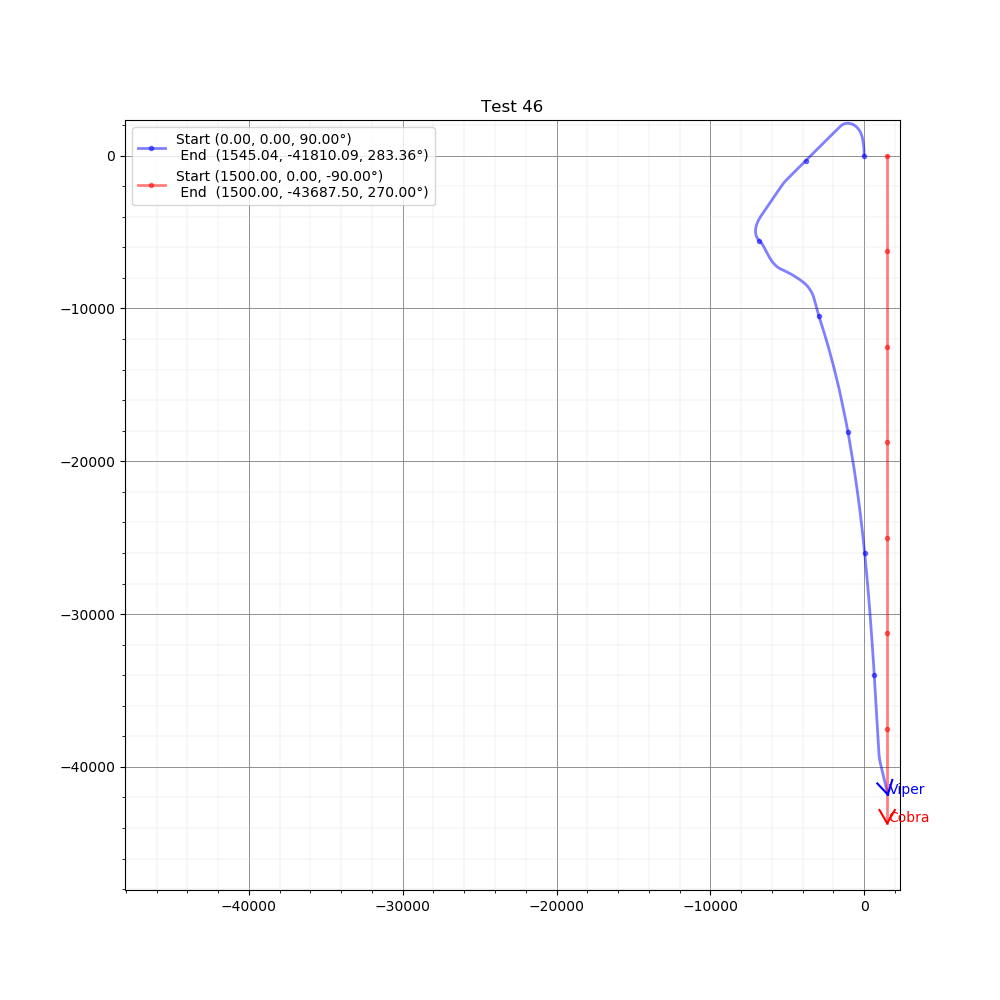 Test 46
Start (0.00, 0.00, 90.00°)
End  (1545.04, -41810.09, 283.36°)
Start (1500.00, 0.00, -90.00°)
End  (1500.00, -43687.50, 270.00°)
0
−10000
−20000
−30000
−40000
Viper
Cobra
−40000
−30000
−20000
−10000
0